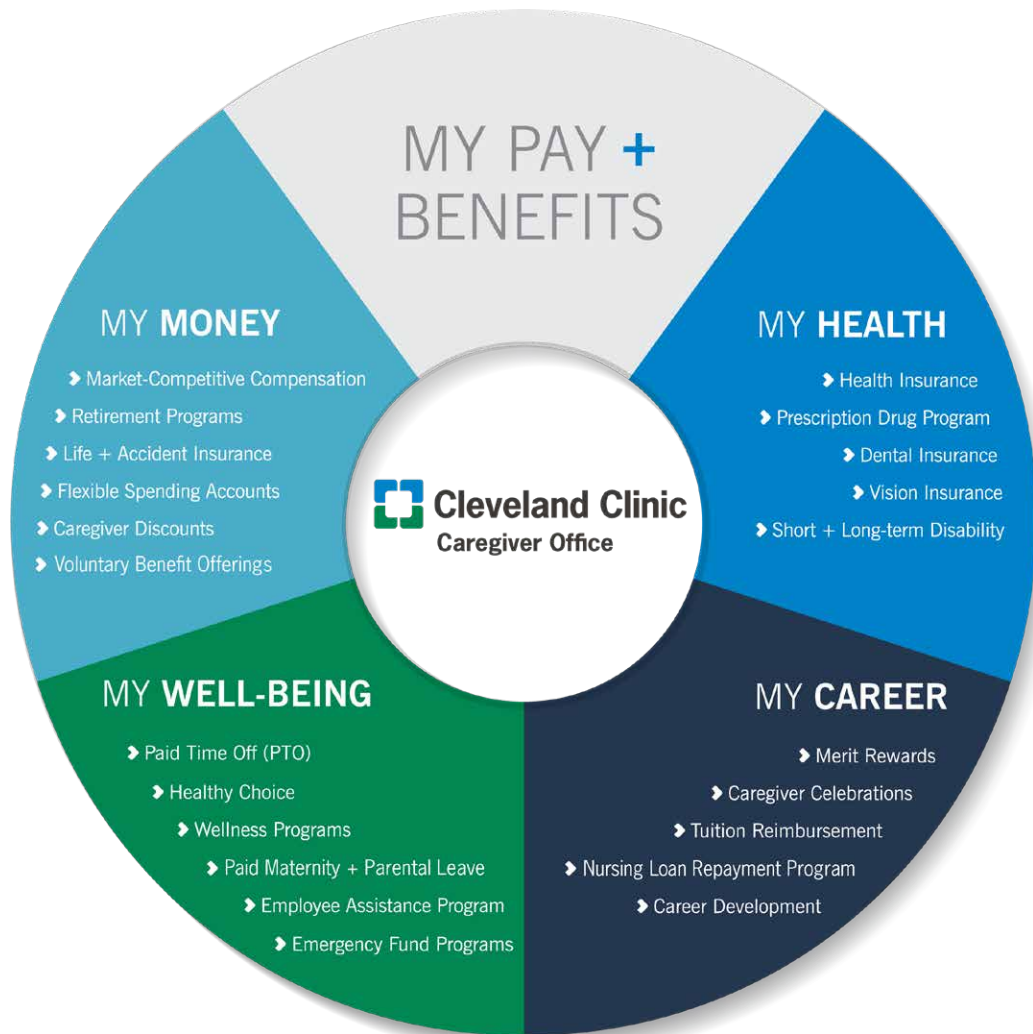 MY PAY +
BENEFITS
MY MONEY
❯ Market-Competitive Compensation
❯ Retirement Programs
❯ Life + Accident Insurance
❯ Flexible Spending Accounts
❯ Caregiver Discounts
❯ Voluntary Benefit Offerings
MY HEALTH
❯ Health Insurance
❯ Prescription Drug Program
❯ Dental Insurance
❯ Vision Insurance
❯ Short + Long-term Disability
Cleveland Clinic
Caregiver Office
MY WELL-BEING
❯ Paid Time Off (PTO)
❯ Healthy Choice
❯ Wellness Programs
❯ Paid Maternity + Parental Leave
❯ Employee Assistance Program
❯ Emergency Fund Programs
MY CAREER
❯ Merit Rewards
❯ Caregiver Celebrations
❯ Tuition Reimbursement
❯ Nursing Loan Repayment Program
❯ Career Development